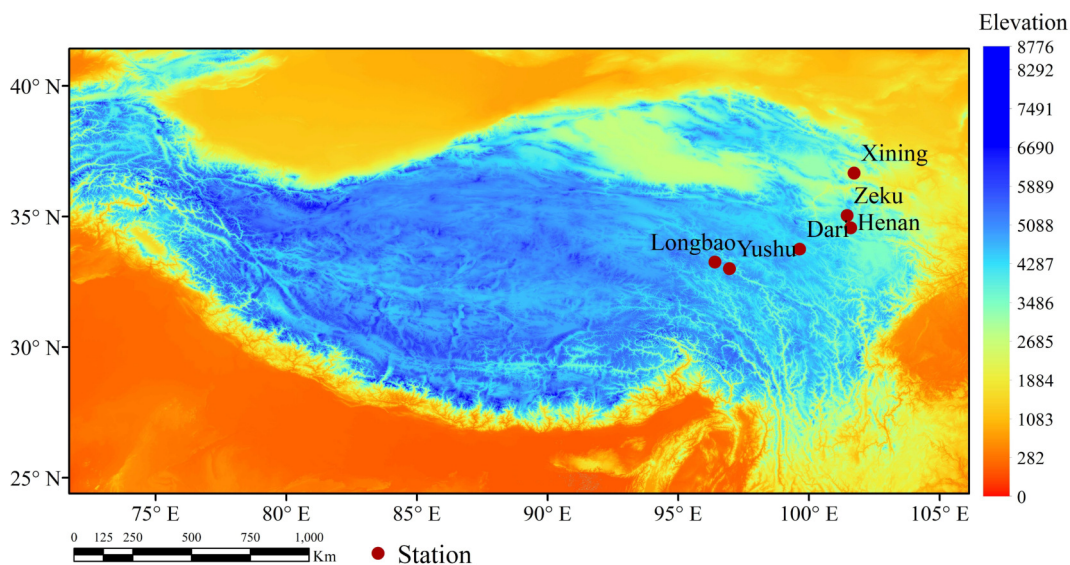 Elevation
8776
8292
7491
6690
5889
5088
4287
3486
2685
1884
1083
282
0
40° N
35° N
30° N
25° N
Xining
Zeku
Henan
Dari
Longbao
Yushu
75° E
80° E
85° E
90° E
95° E
100° E
105° E
0 125 250 500 750 1,000
Km
Station